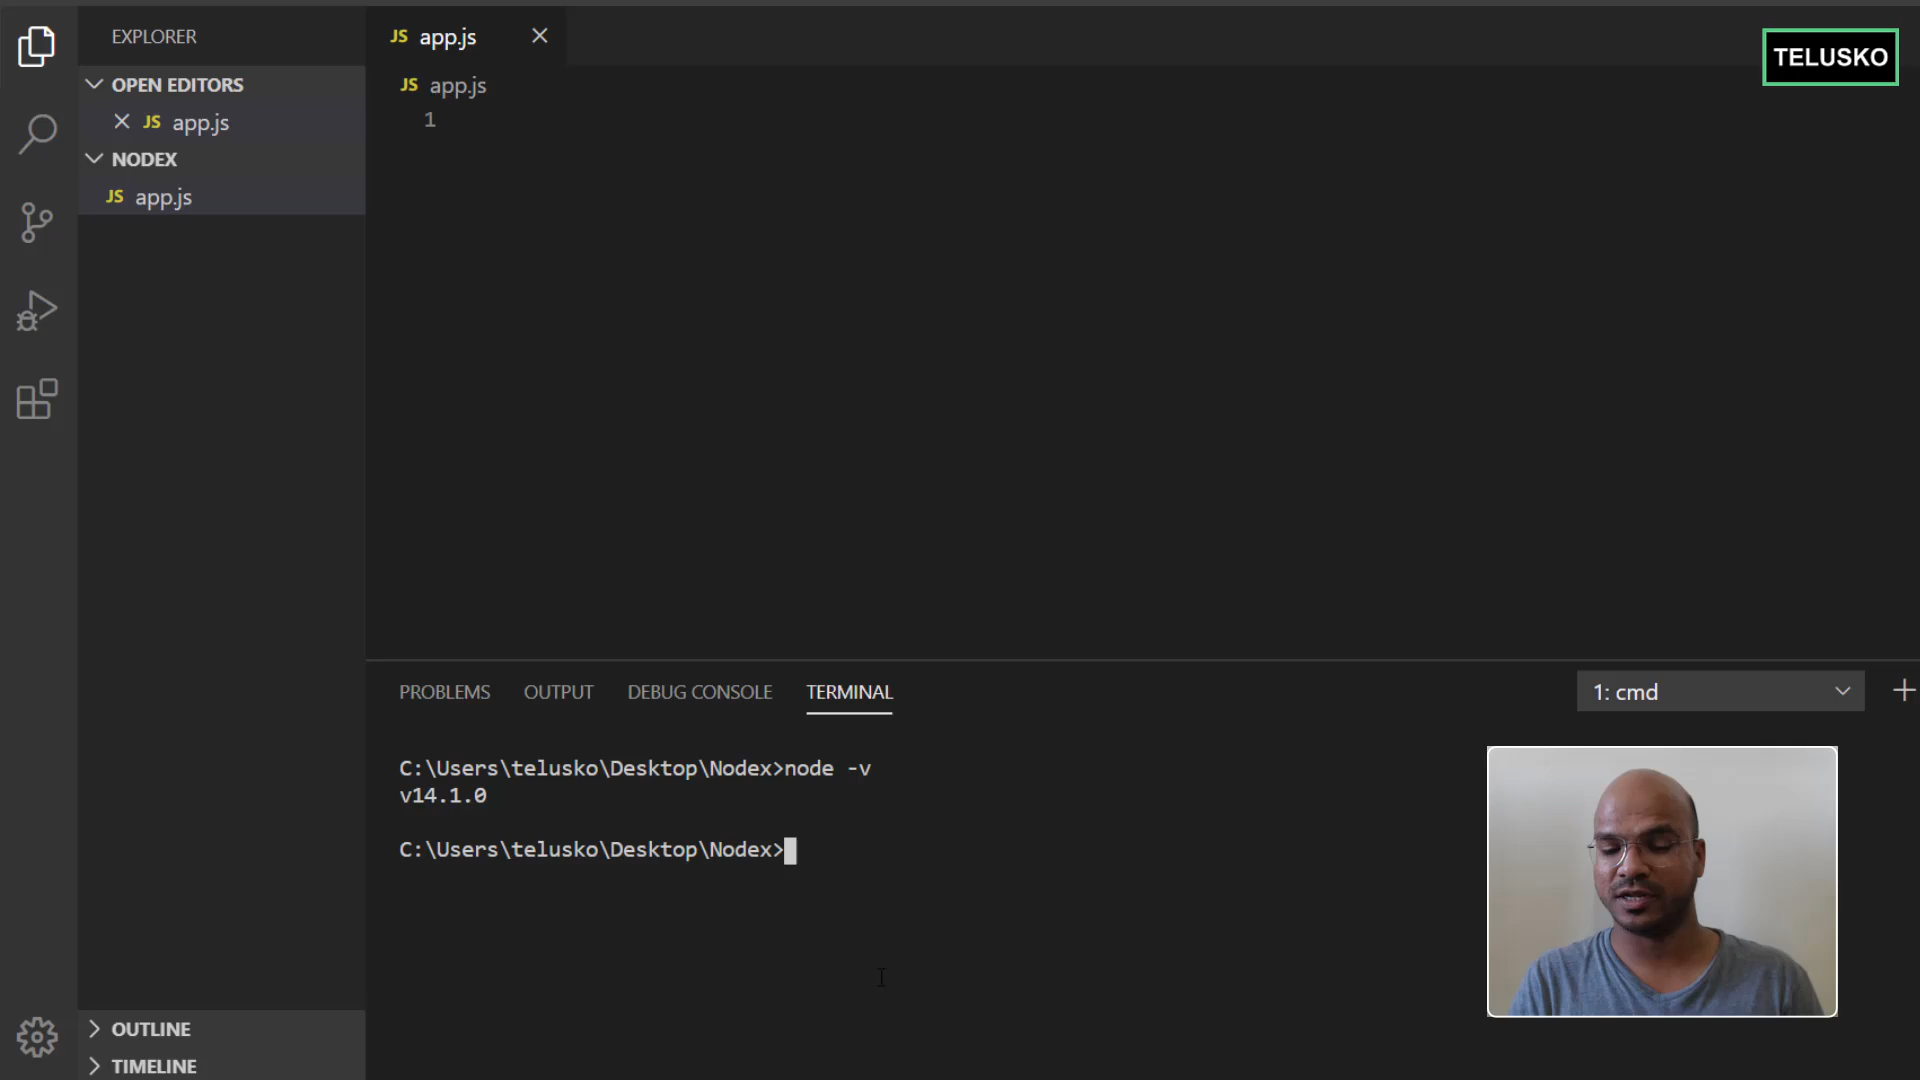 EXPLORER
OPEN EDITORS
JS app.js
NODEX
JS app.js
OUTLINE
TIMELINE
JS app.js
TELUSKO
JS app.js
1
PROBLEMS OUTPUT DEBUG CONSOLE TERMINAL
1: cmd
C:\Users\telusko\Desktop\Nodex>node -v
v14.1.0
C:\Users\telusko\Desktop\Nodex>